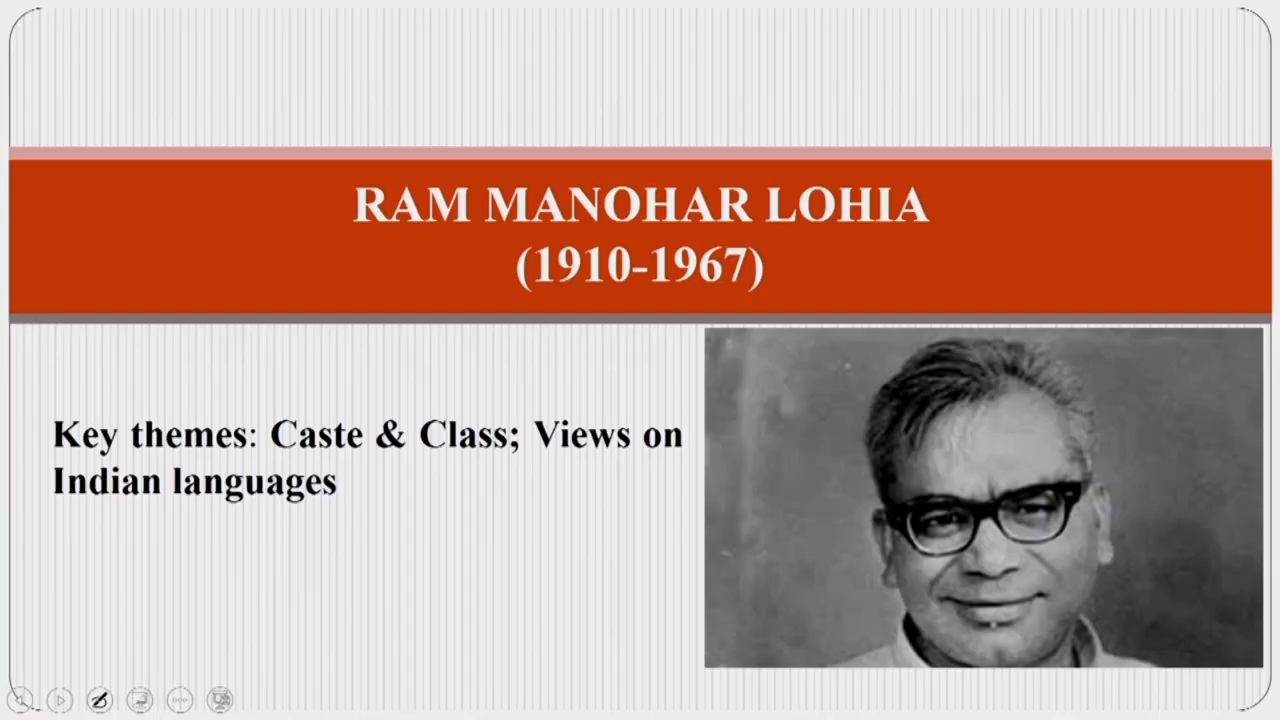 RAM MANOHAR LOHIA
(1910-1967)
Key themes: Caste & Class; Views on
Indian languages